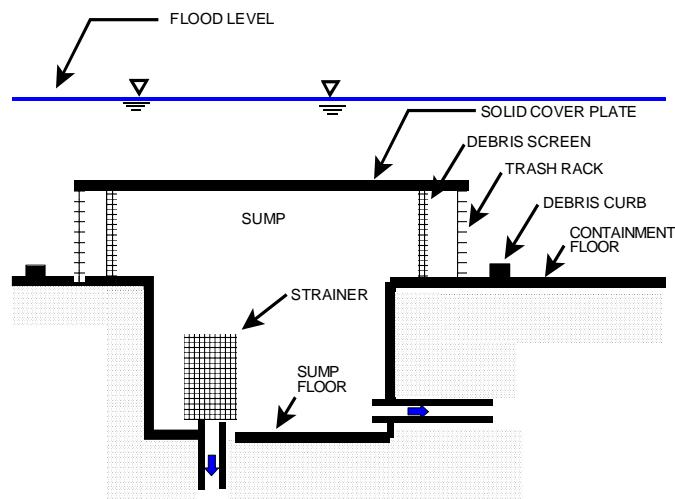 FLOOD LEVEL
SOLID COVER PLATE
DEBRIS SCREEN
TRASH RACK
SUMP
DEBRIS CURB
CONTAINMENT
FLOOR
STRAINER
SUMP
FLOOR